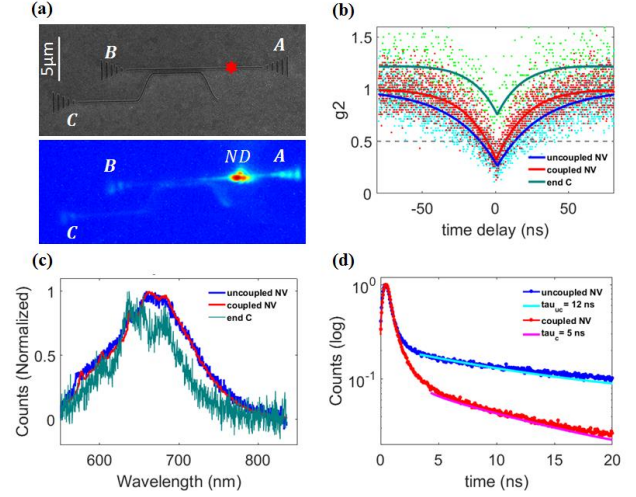 (a)
5μm
B
A
C
B
ND
A
C
(b)
g2
1.5
1
0.5
0
uncoupled NV
coupled NV
end C
-50
0
50
time delay (ns)
(c)
Counts (Normalized)
1
0.5
0
uncoupled NV
coupled NV
end C
600
700
800
Wavelength (nm)
(d)
Counts (log)
10^0
10^-1
uncoupled NV
tau_uc = 12 ns
coupled NV
tau_c = 5 ns
0
5
10
15
20
time (ns)